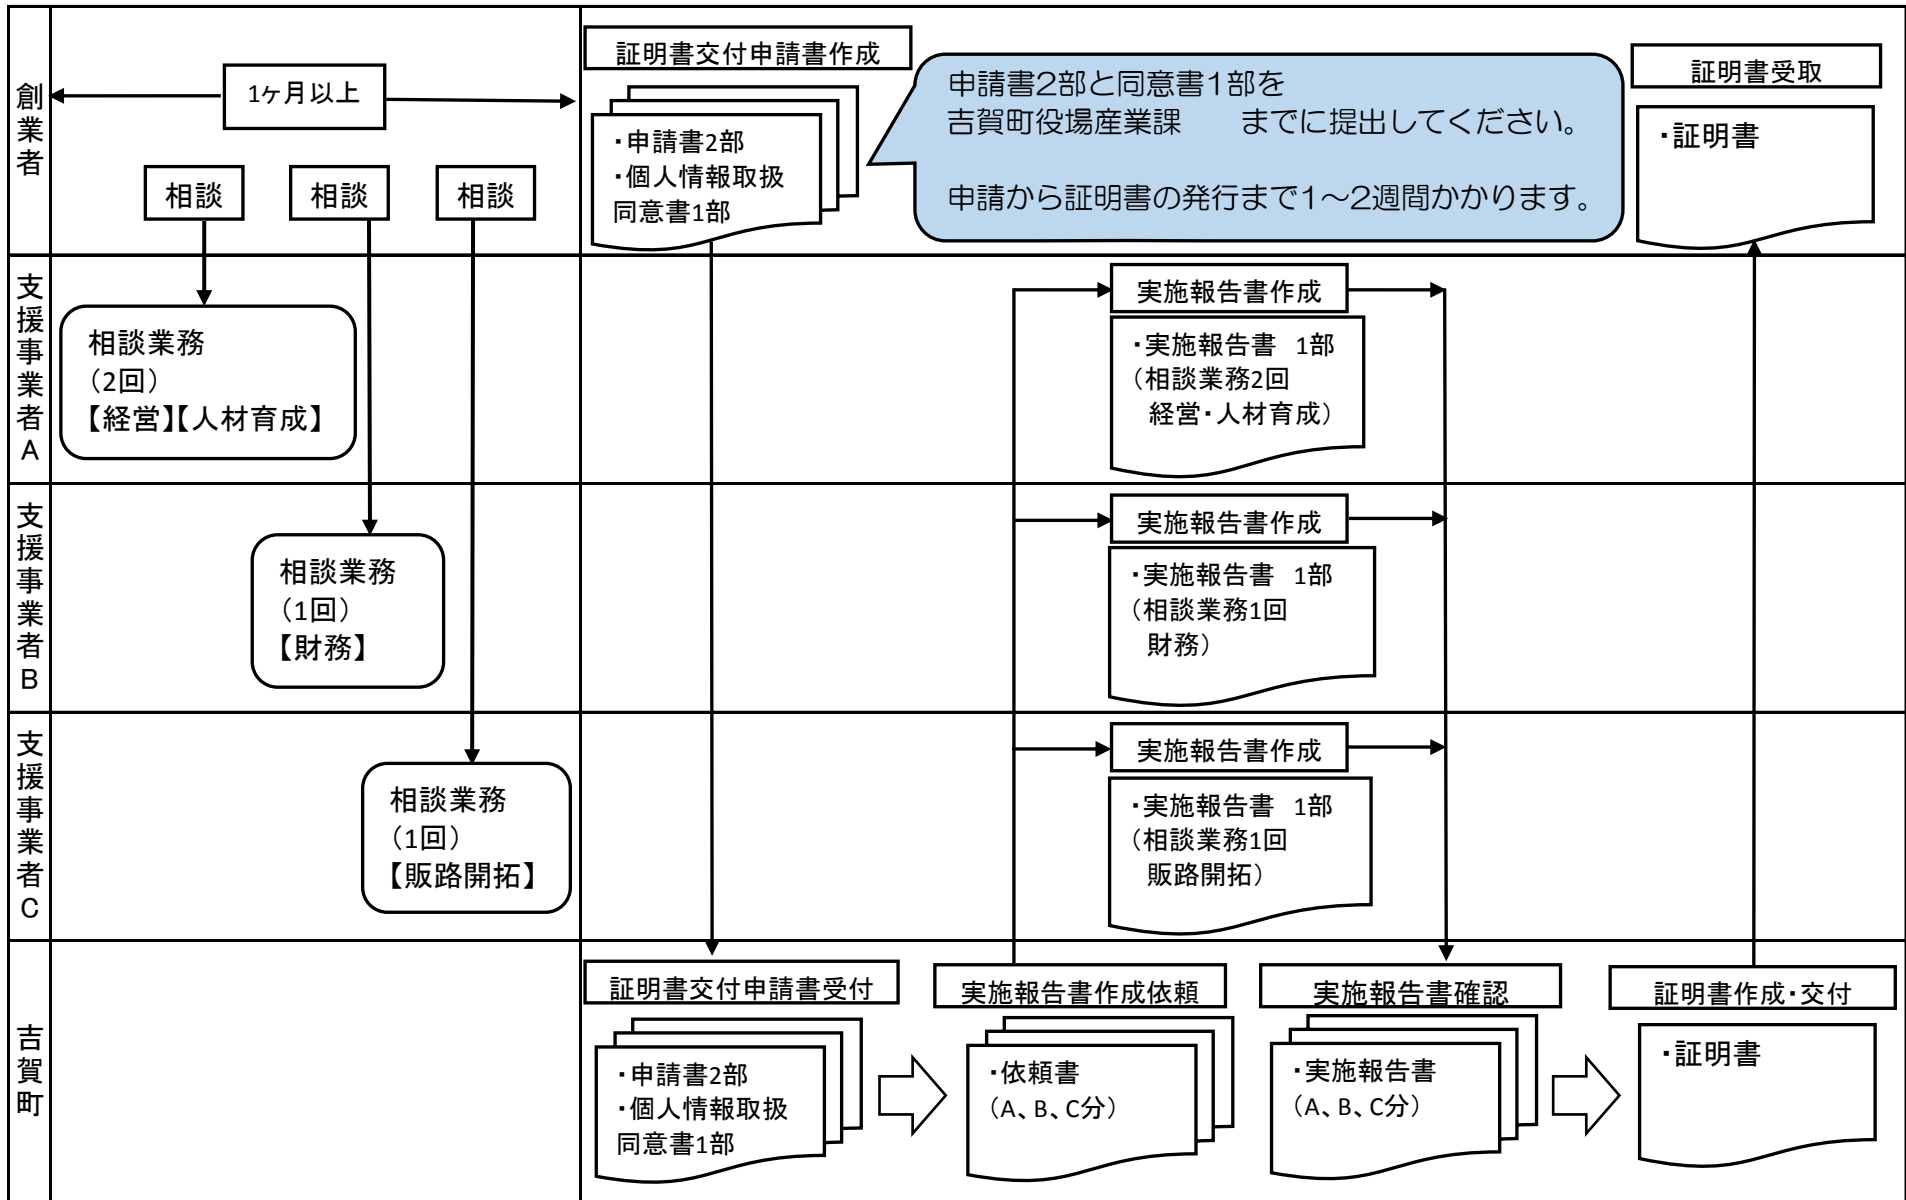 創業者
1ヶ月以上
相談
相談
相談
証明書交付申請書作成
・申請書2部
・個人情報取扱
同意書1部
申請書2部と同意書1部を
吉賀町役場産業課　　までに提出してください。
申請から証明書の発行まで1～2週間かかります。
証明書受取
・証明書
支援事業者A
相談業務
（2回）
【経営】【人材育成】
実施報告書作成
・実施報告書　1部
（相談業務2回
経営・人材育成）
支援事業者B
相談業務
（1回）
【財務】
実施報告書作成
・実施報告書　1部
（相談業務1回
財務）
支援事業者C
相談業務
（1回）
【販路開拓】
実施報告書作成
・実施報告書　1部
（相談業務1回
販路開拓）
吉賀町
証明書交付申請書受付
・申請書2部
・個人情報取扱
同意書1部
実施報告書作成依頼
・依頼書
（A、B、C分）
実施報告書確認
・実施報告書
（A、B、C分）
証明書作成・交付
・証明書